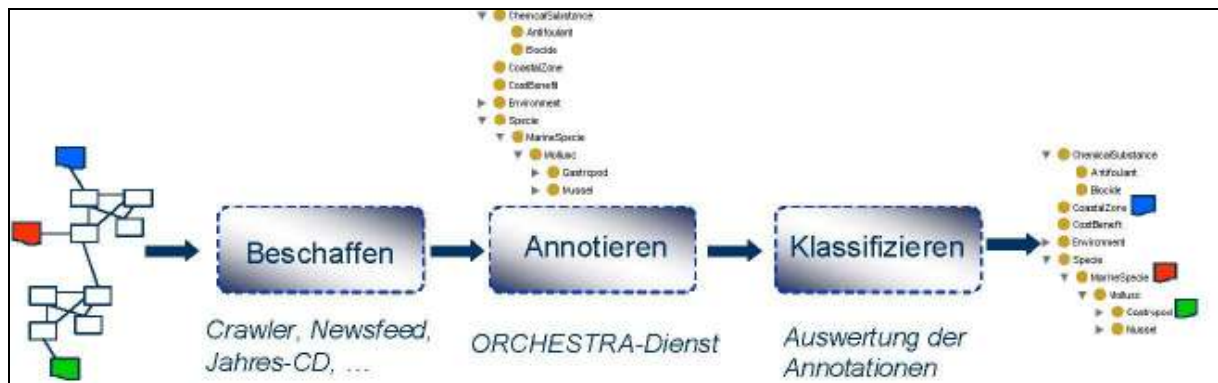 ChemicalSubstance
Antifoulant
Biocide
CoastalZone
CostBenefit
Environment
Specie
MarineSpecie
Mollusc
Gastropod
Mussel
Beschaffen
Annotieren
Klassifizieren
Crawler, Newsfeed,
Jahres-CD, ...
ORCHESTRA-Dienst
Auswertung der
Annotationen
ChemicalSubstance
Antifoulant
Biocide
CoastalZone
CostBenefit
Environment
Specie
MarineSpecie
Mollusc
Gastropod
Mussel